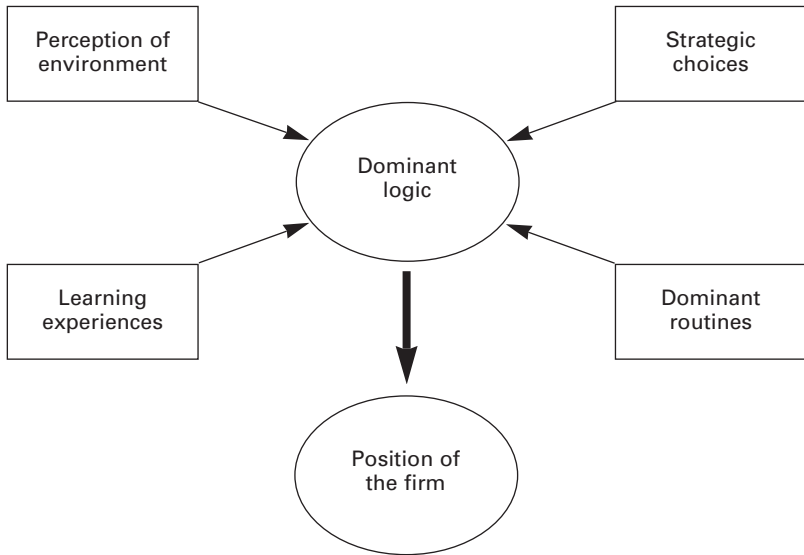 Perception of
environment
Strategic
choices
Dominant
logic
Learning
experiences
Dominant
routines
Position of
the firm